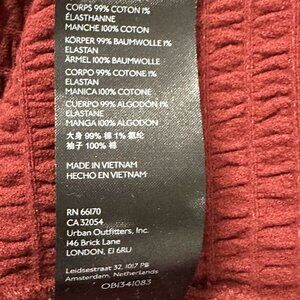 CORPS 99% COTON 1%
ÉLASTHANNE
MANCHE 100% COTON
KÖRPER 99% BAUMWOLLE 1%
ELASTAN
ÄRMEL 100% BAUMWOLLE
CORPO 99% COTONE 1%
ELASTAN
MANICA 100% COTONE
CUERPO 99% ALGODÓN 1%
ELASTANE
MANGA 100% ALGODÓN
大身 99% 棉 1% 氨纶
袖子 100% 棉
MADE IN VIETNAM
HECHO EN VIETNAM
RN 66170
CA 32054
Urban Outfitters, Inc.
146 Brick Lane
LONDON, E1 6RU
Leidsestraat 32, 1017 PB
Amsterdam, Netherlands
OB1341083